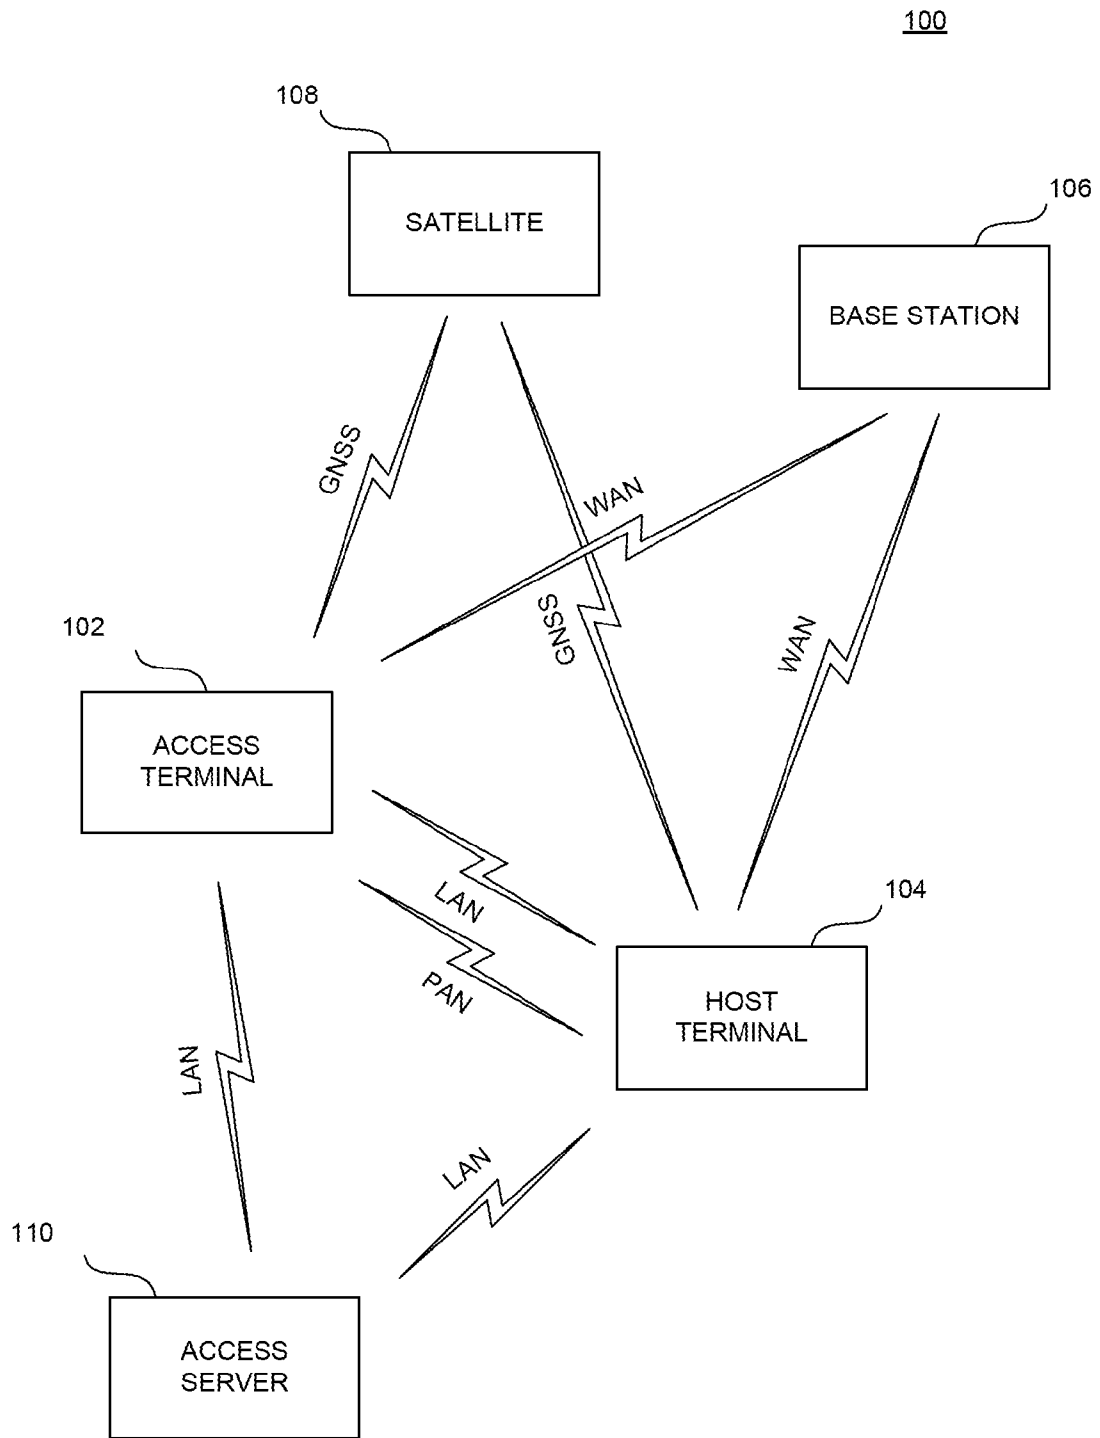 100
108
SATELLITE
106
BASE STATION
GNSS
WAN
GNSS
WAN
102
ACCESS
TERMINAL
LAN
PAN
104
HOST
TERMINAL
LAN
LAN
110
ACCESS
SERVER